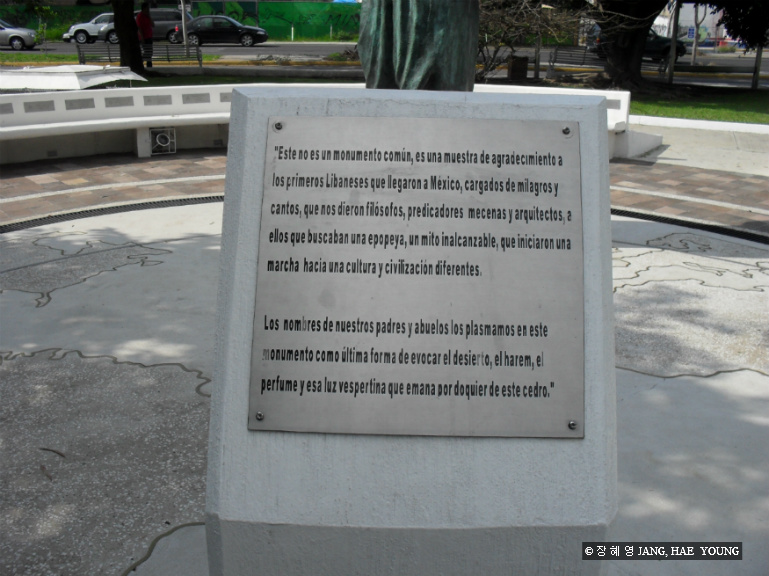 "Este no es un monumento común, es una muestra de agradecimiento a
los primeros Libaneses que llegaron a México, cargados de milagros y
cantos, que nos dieron filósofos, predicadores mecenas y arquitectos, a
ellos que buscaban una epopeya, un mito inalcanzable, que iniciaron una
marcha hacia una cultura y civilización diferentes.
Los nombres de nuestros padres y abuelos los plasmamos en este
monumento como última forma de evocar el desierto, el harem, el
perfume y esa luz vespertina que emana por doquier de este cedro."
© 장 혜 영 JANG, HAE YOUNG